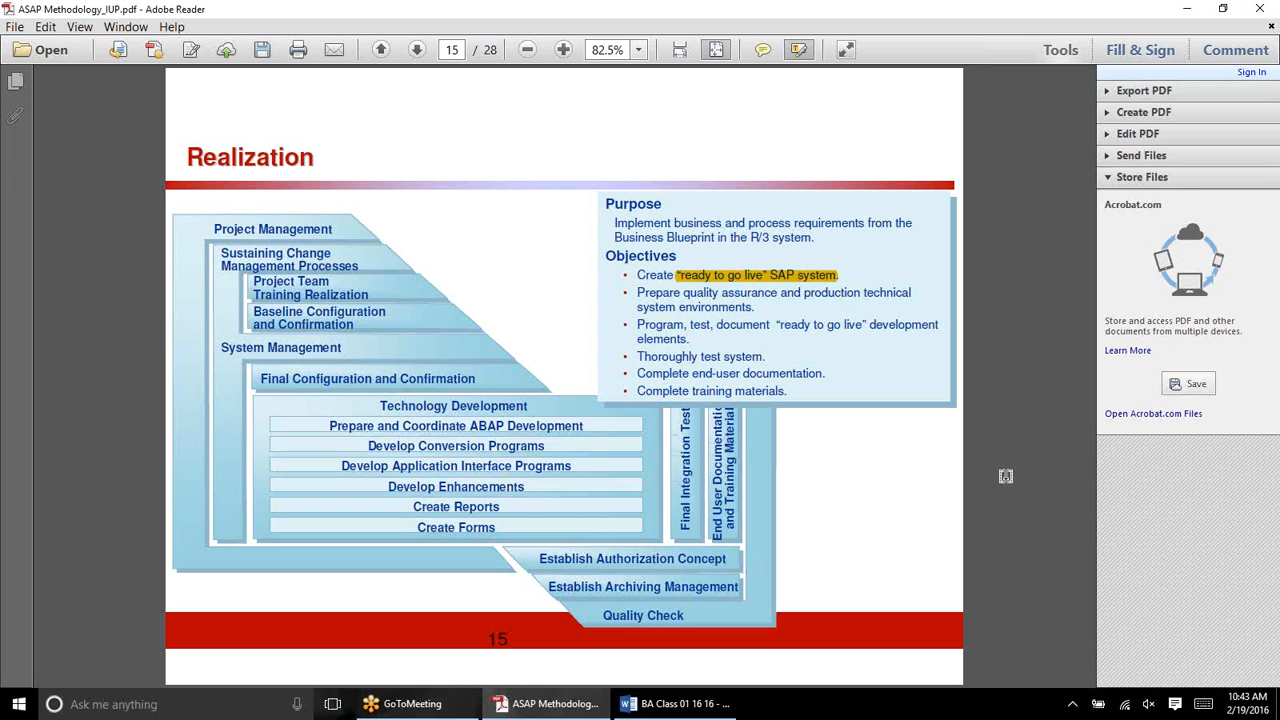 ASAP Methodology_IUP.pdf - Adobe Reader
File Edit View Window Help
Open 15 / 28 82.5% Tools Fill & Sign Comment
Sign In
Export PDF
Create PDF
Edit PDF
Send Files
Store Files
Acrobat.com
Store and access PDF and other
documents from multiple devices.
Learn More
Save
Open Acrobat.com Files
Realization
Project Management
Sustaining Change
Management Processes
Project Team
Training Realization
Baseline Configuration
and Confirmation
System Management
Final Configuration and Confirmation
Technology Development
Prepare and Coordinate ABAP Development
Develop Conversion Programs
Develop Application Interface Programs
Develop Enhancements
Create Reports
Create Forms
Final Integration Test
End User Documentatio
and Training Material
Establish Authorization Concept
Establish Archiving Management
Quality Check
Purpose
Implement business and process requirements from the
Business Blueprint in the R/3 system.
Objectives
• Create “ready to go live” SAP system.
• Prepare quality assurance and production technical
system environments.
• Program, test, document “ready to go live” development
elements.
• Thoroughly test system.
• Complete end-user documentation.
• Complete training materials.
15
Ask me anything
GoToMeeting
ASAP Methodolog...
BA Class 01 16 16 - ...
10:43 AM
2/19/2016